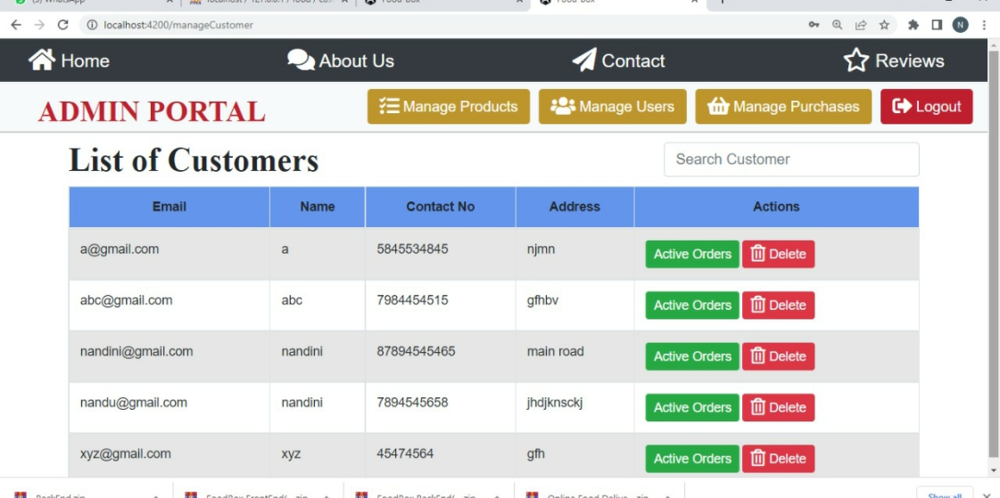 localhost:4200/manageCustomer
N
Home About Us Contact Reviews
ADMIN PORTAL Manage Products Manage Users Manage Purchases Logout
List of Customers Search Customer
Email Name Contact No Address Actions
a@gmail.com a 5845534845 njmn Active Orders Delete
abc@gmail.com abc 7984454515 gfhbv Active Orders Delete
nandini@gmail.com nandini 87894545465 main road Active Orders Delete
nandu@gmail.com nandini 7894545658 jhdjknsckj Active Orders Delete
xyz@gmail.com xyz 45474564 gfh Active Orders Delete
Show all